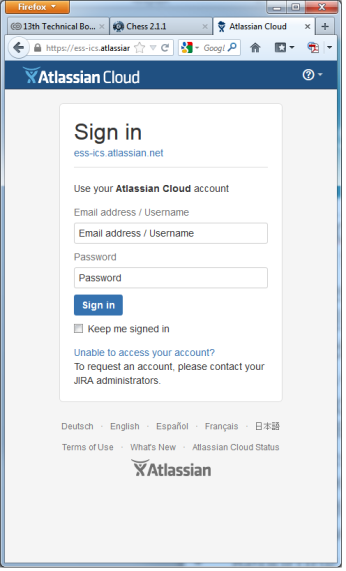 Firefox
13th Technical Bo...
Chess 2.1.1
Atlassian Cloud
https://ess-ics.atlassian
Google
Atlassian Cloud
Sign in
ess-ics.atlassian.net
Use your Atlassian Cloud account
Email address / Username
Email address / Username
Password
Password
Sign in
Keep me signed in
Unable to access your account?
To request an account, please contact your
JIRA administrators.
Deutsch · English · Español · Français · 日本語
Terms of Use · What's New · Atlassian Cloud Status
Atlassian